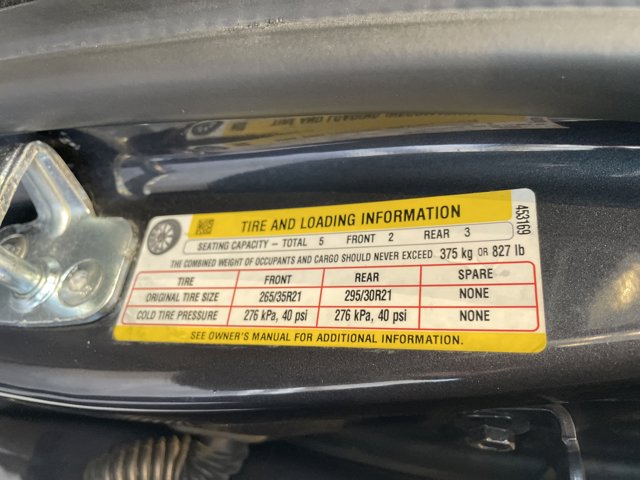 TIRE AND LOADING INFORMATION
SEATING CAPACITY – TOTAL 5 FRONT 2 REAR 3
THE COMBINED WEIGHT OF OCCUPANTS AND CARGO SHOULD NEVER EXCEED 375 kg OR 827 lb
TIRE FRONT REAR SPARE
ORIGINAL TIRE SIZE 265/35R21 295/30R21 NONE
COLD TIRE PRESSURE 276 kPa, 40 psi 276 kPa, 40 psi NONE
SEE OWNER'S MANUAL FOR ADDITIONAL INFORMATION.
453169